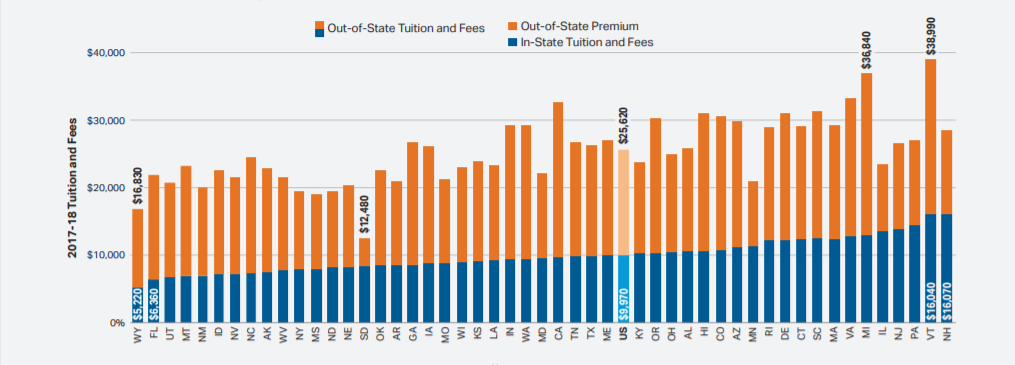 Out-of-State Tuition and Fees
Out-of-State Premium
In-State Tuition and Fees
2017-18 Tuition and Fees
$40,000
$30,000
$20,000
$10,000
0%
$16,830
$12,480
$25,620
$36,840
$38,990
$5,220
$6,360
$9,970
$16,040
$16,070
WY
FL
UT
MT
NM
ID
NV
NC
AK
WV
NY
MS
ND
NE
SD
OK
AR
GA
IA
MO
WI
KS
LA
IN
WA
MD
CA
TN
TX
ME
US
KY
OR
OH
AL
HI
CO
AZ
MN
RI
DE
CT
SC
MA
VA
MI
IL
NJ
PA
VT
NH